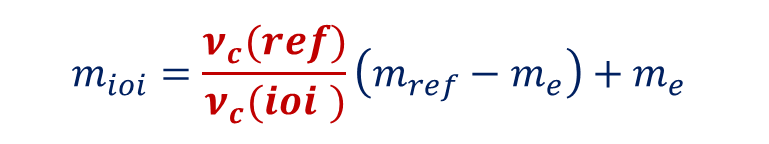 m_ioi = ν_c(ref)/ν_c(ioi) (m_ref − m_e) + m_e